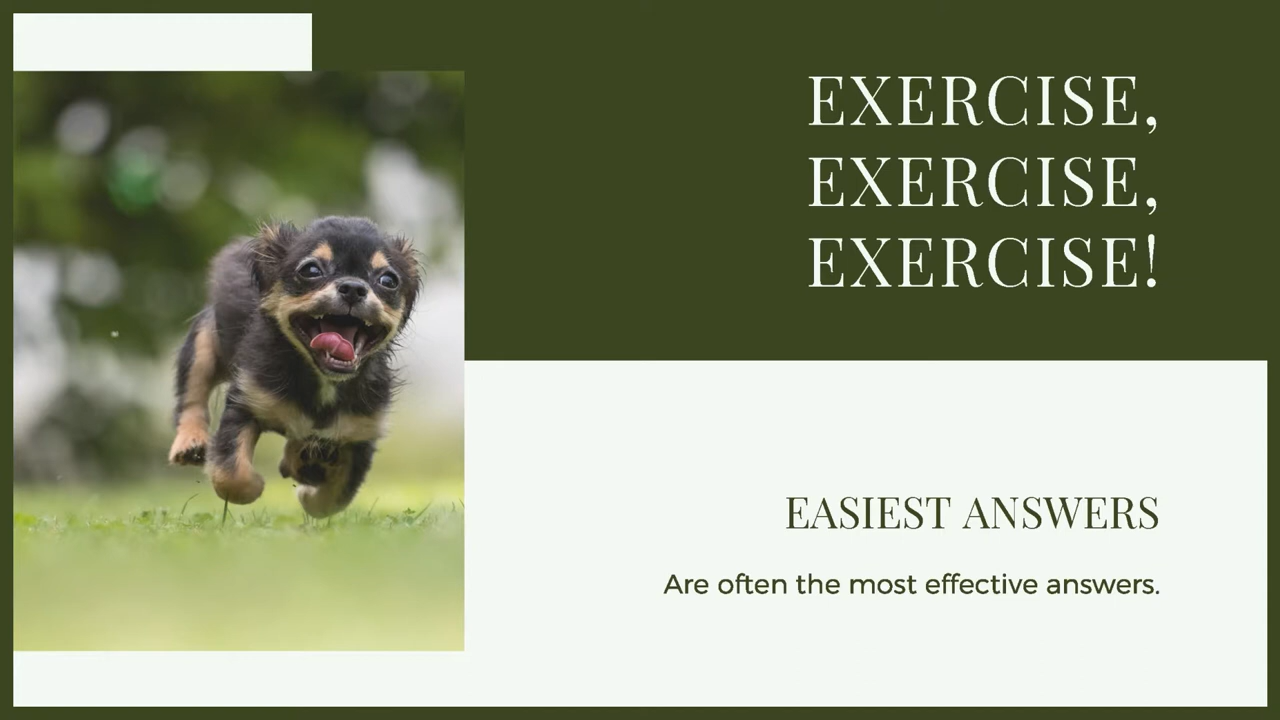 EXERCISE,
EXERCISE,
EXERCISE!
EASIEST ANSWERS
Are often the most effective answers.